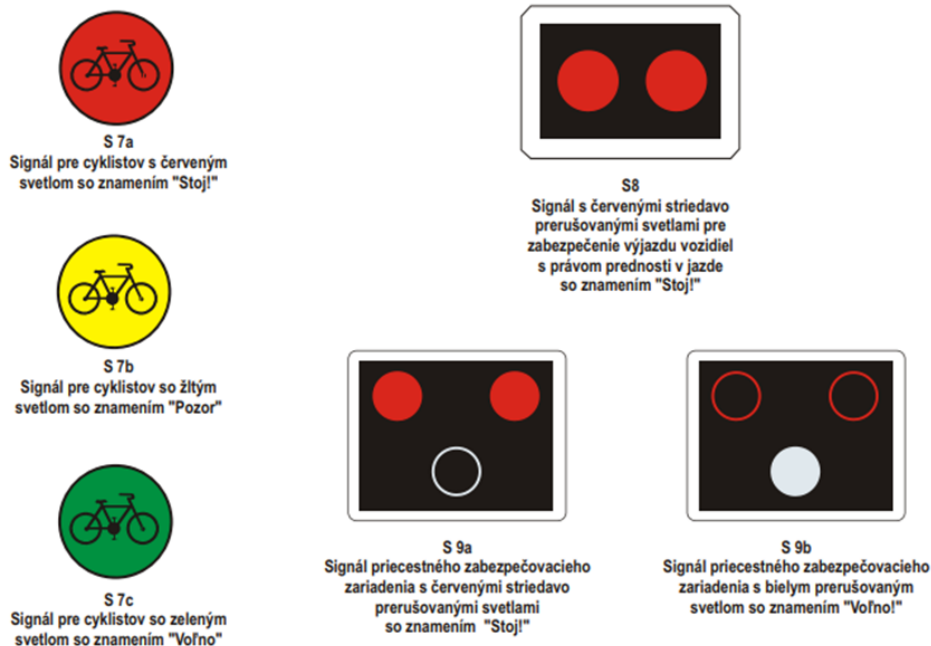 S 7a
Signál pre cyklistov s červeným
svetlom so znamením "Stoj!"
S 7b
Signál pre cyklistov so žltým
svetlom so znamením "Pozor"
S 7c
Signál pre cyklistov so zeleným
svetlom so znamením "Voľno"
S8
Signál s červenými striedavo
prerušovanými svetlami pre
zabezpečenie výjazdu vozidiel
s právom prednosti v jazde
so znamením "Stoj!"
S 9a
Signál priecestného zabezpečovacieho
zariadenia s červenými striedavo
prerušovanými svetlami
so znamením "Stoj!"
S 9b
Signál priecestného zabezpečovacieho
zariadenia s bielym prerušovaným
svetlom so znamením "Voľno!"